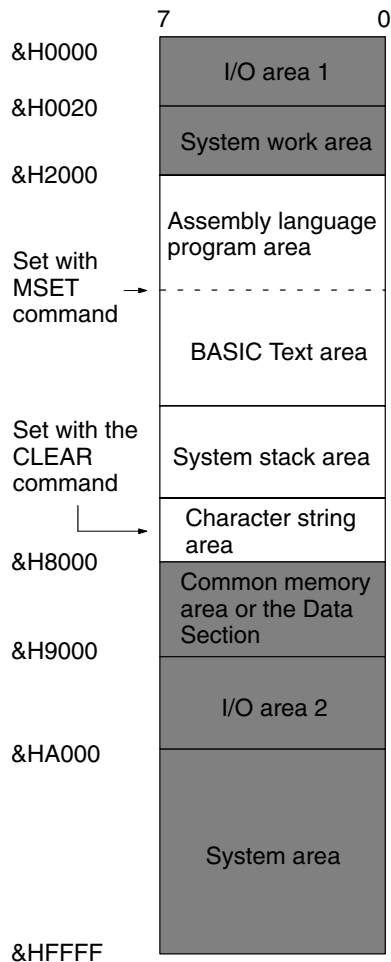 7 0
&H0000
I/O area 1
&H0020
System work area
&H2000
Assembly language
program area
Set with
MSET
command
BASIC Text area
Set with the
CLEAR
command
System stack area
Character string
area
&H8000
Common memory
area or the Data
Section
&H9000
I/O area 2
&HA000
System area
&HFFFF